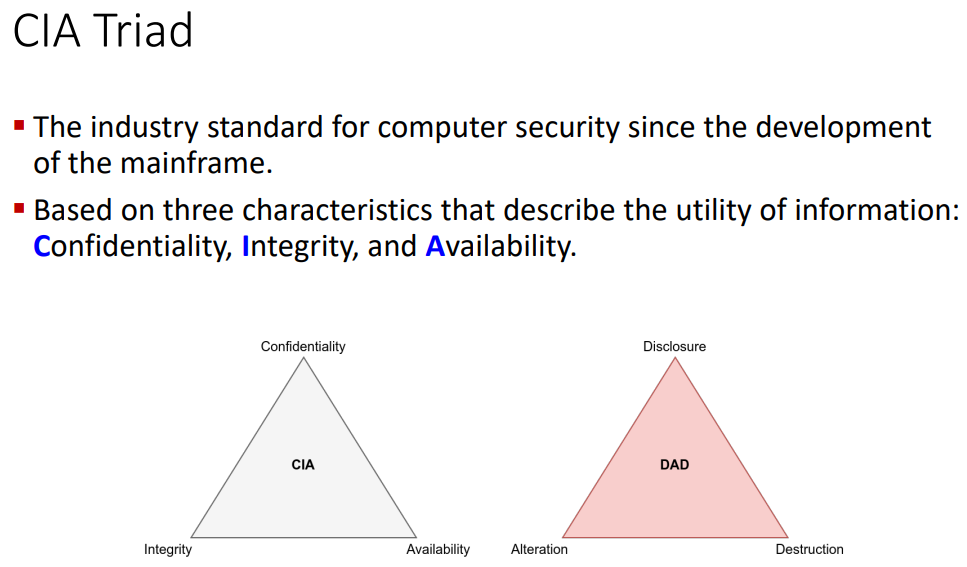 CIA Triad
▪ The industry standard for computer security since the development
of the mainframe.
▪ Based on three characteristics that describe the utility of information:
Confidentiality, Integrity, and Availability.
Confidentiality
Disclosure
CIA
DAD
Integrity
Availability
Alteration
Destruction